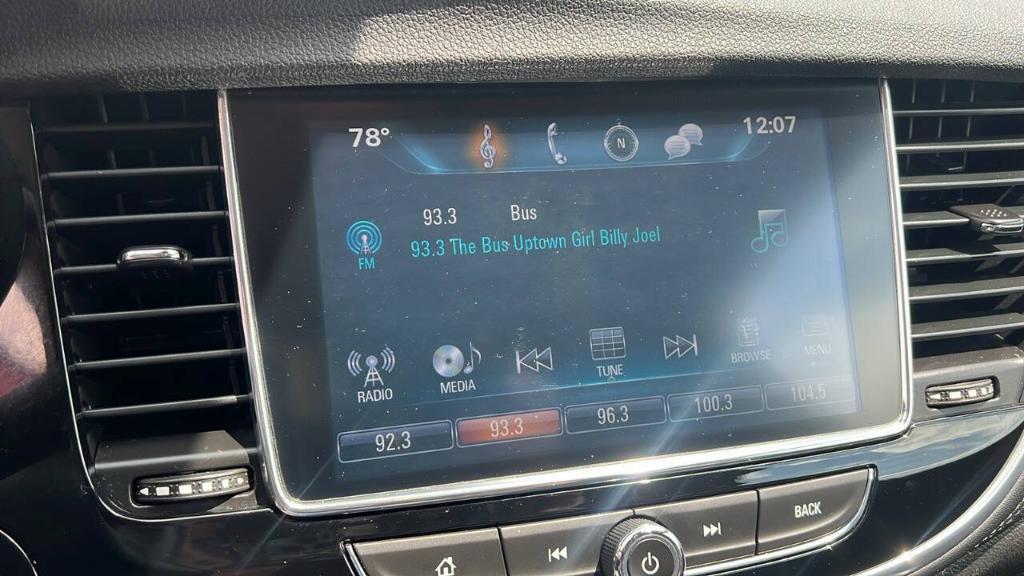 78° N 12:07
93.3 Bus
FM 93.3 The Bus Uptown Girl Billy Joel
RADIO MEDIA TUNE BROWSE MENU
92.3 93.3 96.3 100.3 104.5
BACK